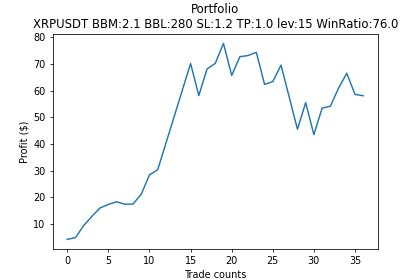 Portfolio
XRPUSDT BBM:2.1 BBL:280 SL:1.2 TP:1.0 lev:15 WinRatio:76.0
80
70
60
50
40
30
20
10
Profit ($)
0 5 10 15 20 25 30 35
Trade counts